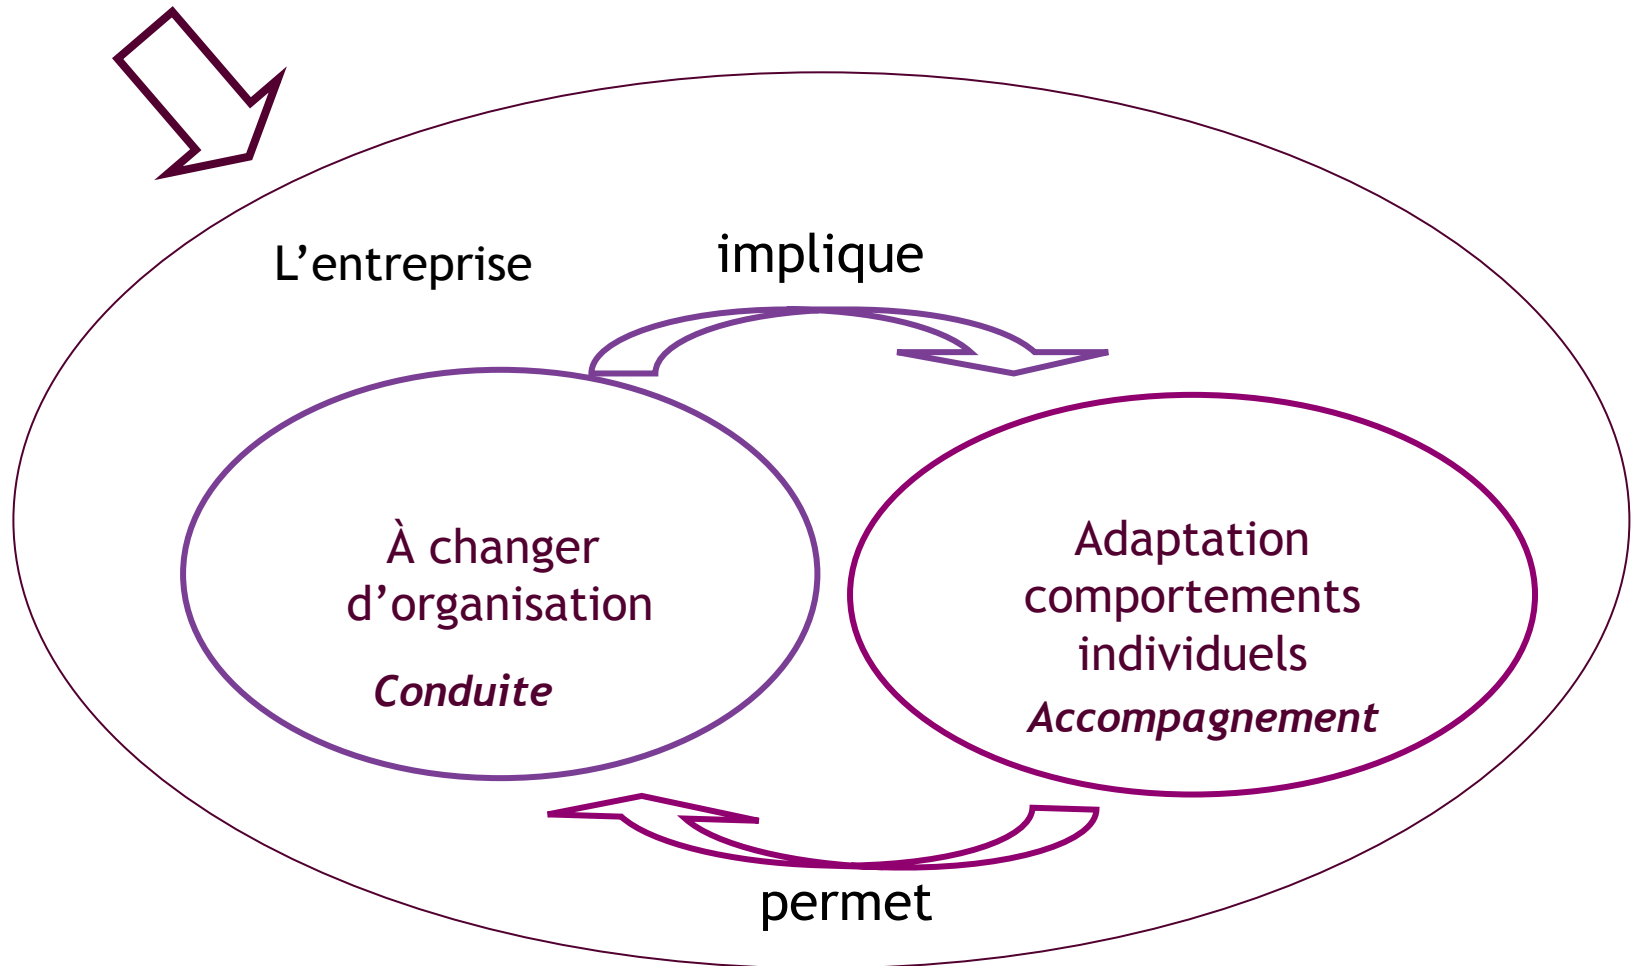 L’entreprise
implique
À changer
d’organisation
Conduite
Adaptation
comportements
individuels
Accompagnement
permet